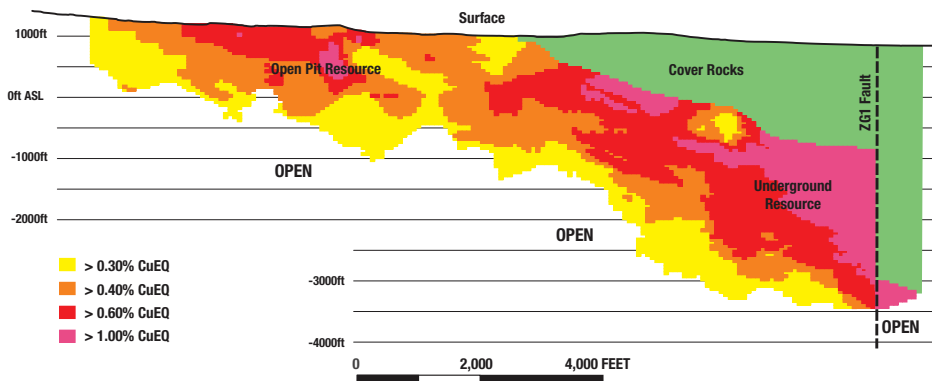 Surface
1000ft
Open Pit Resource
Cover Rocks
ZG1 Fault
0ft ASL
-1000ft
OPEN
Underground
Resource
-2000ft
OPEN
> 0.30% CuEQ
> 0.40% CuEQ
> 0.60% CuEQ
> 1.00% CuEQ
-3000ft
OPEN
-4000ft
0 2,000 4,000 FEET